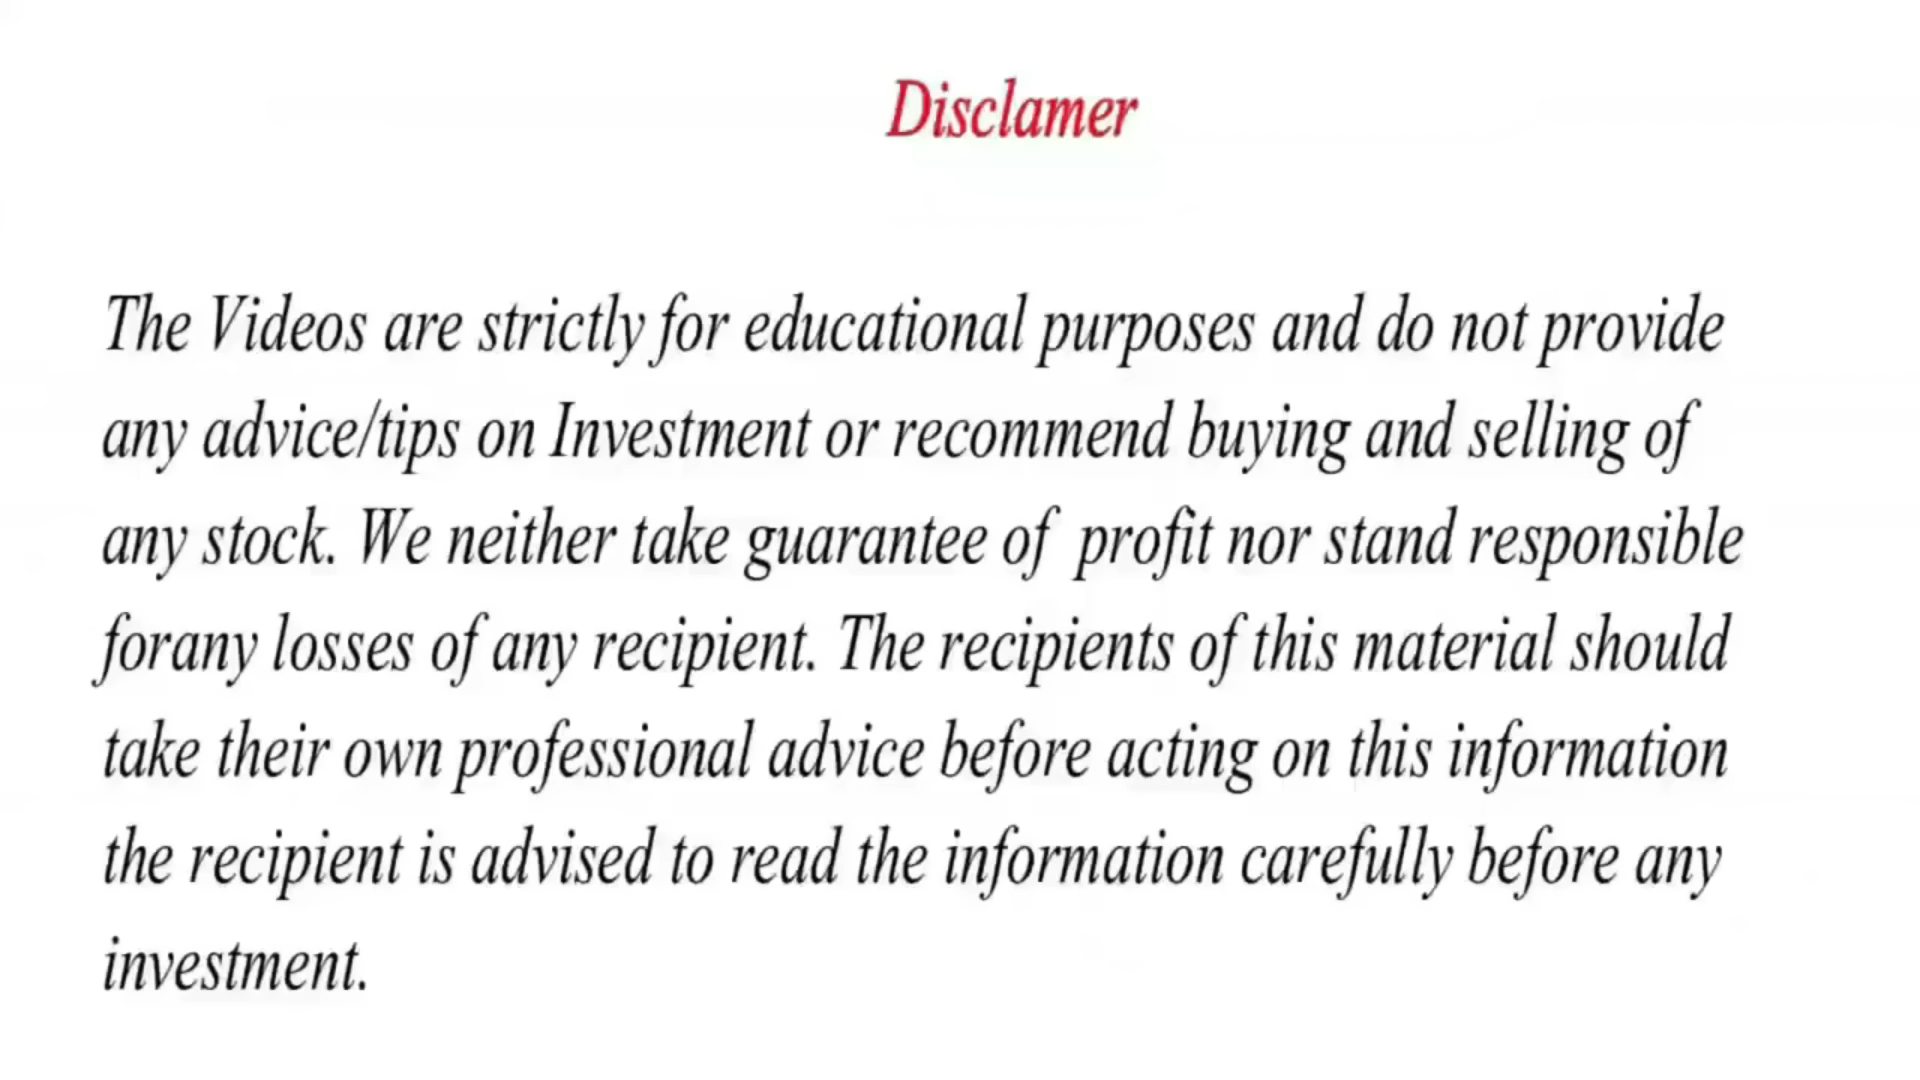 Disclamer
The Videos are strictly for educational purposes and do not provide
any advice/tips on Investment or recommend buying and selling of
any stock. We neither take guarantee of profit nor stand responsible
forany losses of any recipient. The recipients of this material should
take their own professional advice before acting on this information
the recipient is advised to read the information carefully before any
investment.